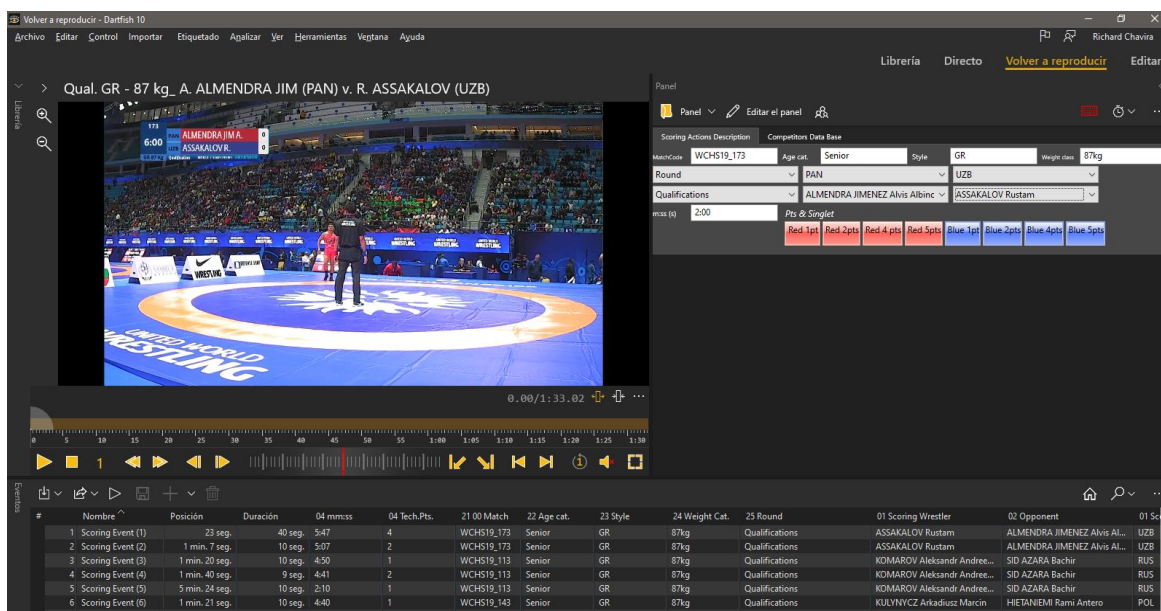 Volver a reproducir - Dartfish 10
Archivo Editar Control Importar Etiquetado Analizar Ver Herramientas Ventana Ayuda
Richard Chavira
Librería Directo Volver a reproducir Editar
Librería
Qual. GR - 87 kg_ A. ALMENDRA JIM (PAN) v. R. ASSAKALOV (UZB)
173
6:00 PAN ALMENDRA JIM A. 0
UZB ASSAKALOV R. 0
WRESTLING
UNITED WORLD
WRESTLING
0.00/1:33.02
0 5 10 15 20 25 30 35 40 45 50 55 1:00 1:05 1:10 1:15 1:20 1:25 1:30
1
Panel
Panel Editar el panel
Scoring Actions Description Competitors Data Base
MatchCode WCHS19_173 Age cat. Senior Style GR Weight class 87kg
Round PAN UZB
Qualifications ALMENDRA JIMENEZ Alvis Albinc ASSAKALOV Rustam
m:ss (s) 2:00 Pts & Singlet
Red 1pt Red 2pts Red 4 pts Red 5pts Blue 1pt Blue 2pts Blue 4pts Blue 5pts
Eventos
# Nombre Posición Duración 04 mm:ss 04 Tech.Pts. 21 00 Match 22 Age cat. 23 Style 24 Weight Cat. 25 Round 01 Scoring Wrestler 02 Opponent 01 Sc
1 Scoring Event (1) 23 seg. 40 seg. 5:47 4 WCHS19_173 Senior GR 87kg Qualifications ASSAKALOV Rustam ALMENDRA JIMENEZ Alvis Al... UZB
2 Scoring Event (2) 1 min. 7 seg. 10 seg. 5:07 2 WCHS19_173 Senior GR 87kg Qualifications ASSAKALOV Rustam ALMENDRA JIMENEZ Alvis Al... UZB
3 Scoring Event (3) 1 min. 20 seg. 10 seg. 4:50 1 WCHS19_113 Senior GR 87kg Qualifications KOMAROV Aleksandr Andree... SID AZARA Bachir RUS
4 Scoring Event (4) 1 min. 40 seg. 9 seg. 4:41 2 WCHS19_113 Senior GR 87kg Qualifications KOMAROV Aleksandr Andree... SID AZARA Bachir RUS
5 Scoring Event (5) 5 min. 24 seg. 10 seg. 2:10 1 WCHS19_113 Senior GR 87kg Qualifications KOMAROV Aleksandr Andree... SID AZARA Bachir RUS
6 Scoring Event (6) 1 min. 21 seg. 10 seg. 4:40 1 WCHS19_143 Senior GR 87kg Qualifications KULYNYCZ Arkadiusz Marcin HIETANIEMI Rami Antero POL